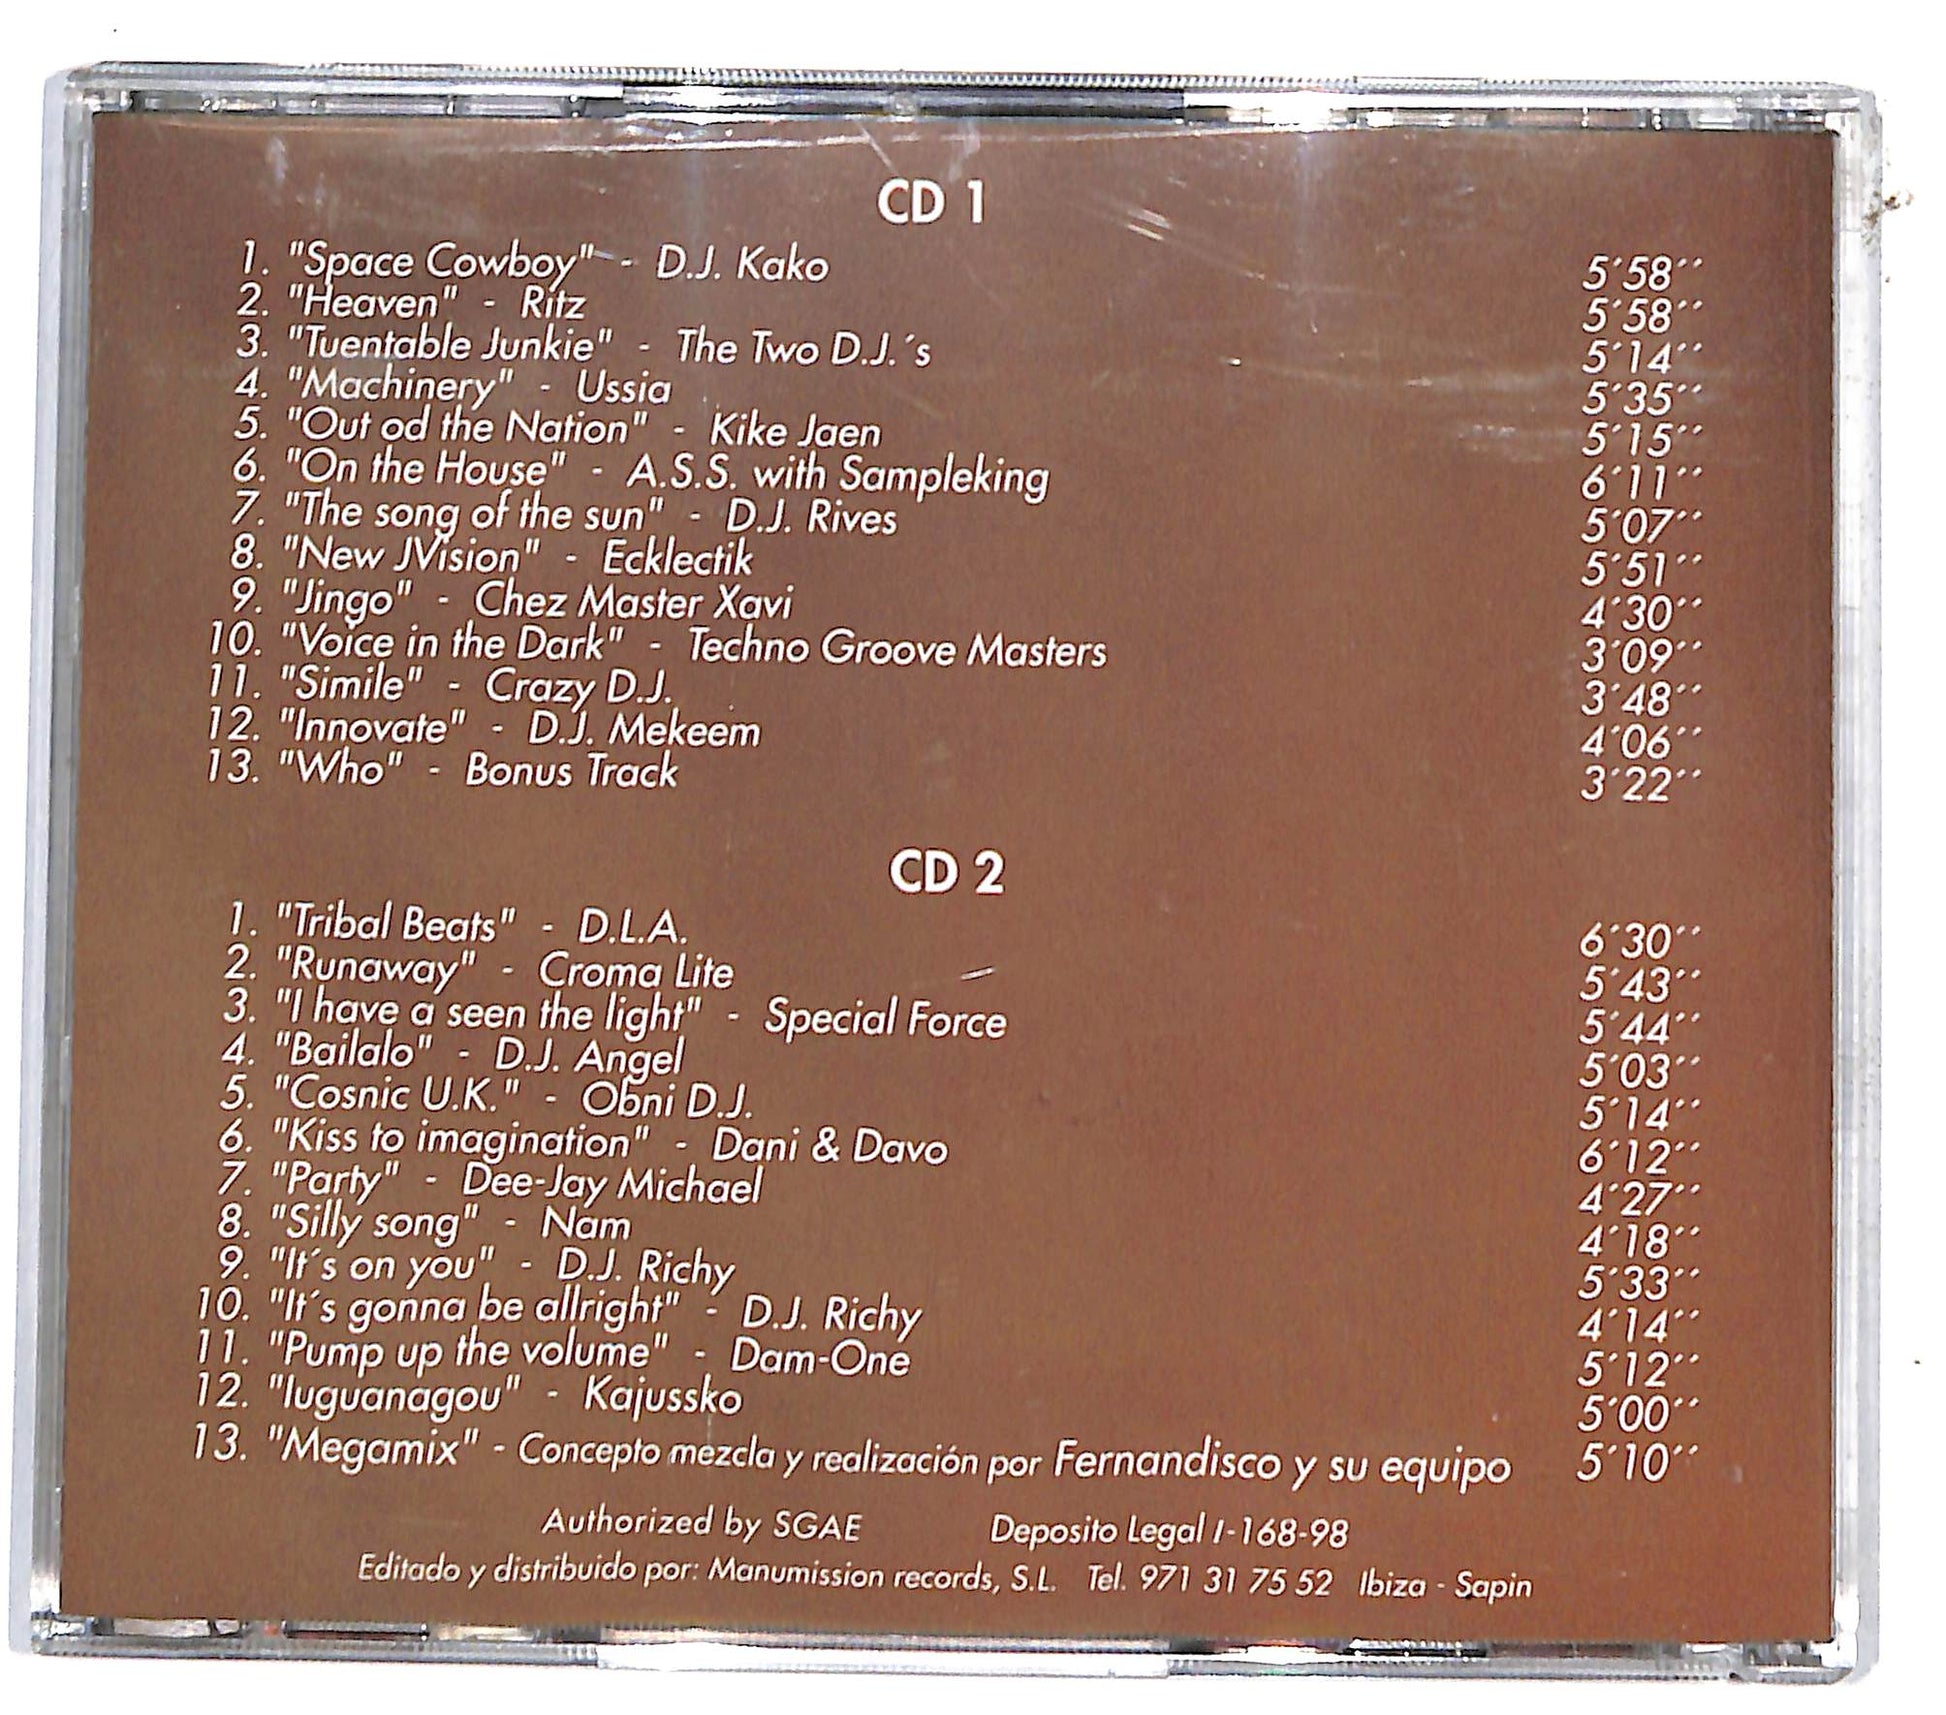 CD 1
1. "Space Cowboy" - D.J. Kako 5´58´´
2. "Heaven" - Ritz 5´58´´
3. "Tuentable Junkie" - The Two D.J.´s 5´14´´
4. "Machinery" - Ussia 5´35´´
5. "Out od the Nation" - Kike Jaen 5´15´´
6. "On the House" - A.S.S. with Sampleking 6´11´´
7. "The song of the sun" - D.J. Rives 5´07´´
8. "New JVision" - Ecklectik 5´51´´
9. "Jingo" - Chez Master Xavi 4´30´´
10. "Voice in the Dark" - Techno Groove Masters 3´09´´
11. "Simile" - Crazy D.J. 3´48´´
12. "Innovate" - D.J. Mekeem 4´06´´
13. "Who" - Bonus Track 3´22´´
CD 2
1. "Tribal Beats" - D.L.A. 6´30´´
2. "Runaway" - Croma Lite 5´43´´
3. "I have a seen the light" - Special Force 5´44´´
4. "Bailalo" - D.J. Angel 5´03´´
5. "Cosnic U.K." - Obni D.J. 5´14´´
6. "Kiss to imagination" - Dani & Davo 6´12´´
7. "Party" - Dee-Jay Michael 4´27´´
8. "Silly song" - Nam 4´18´´
9. "It´s on you" - D.J. Richy 5´33´´
10. "It´s gonna be allright" - D.J. Richy 4´14´´
11. "Pump up the volume" - Dam-One 5´12´´
12. "Iuguanagou" - Kajussko 5´00´´
13. "Megamix" - Concepto mezcla y realización por Fernandisco y su equipo 5´10´´
Authorized by SGAE Deposito Legal I-168-98
Editado y distribuido por: Manumission records, S.L. Tel. 971 31 75 52 Ibiza - Sapin